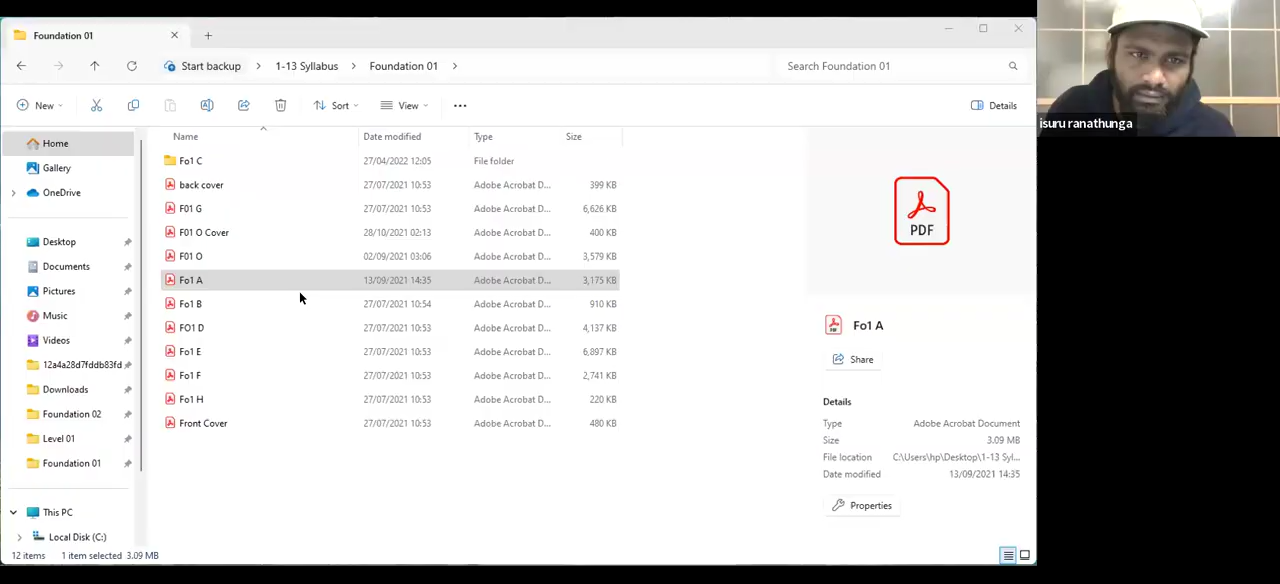 Foundation 01
Start backup 1-13 Syllabus Foundation 01 Search Foundation 01
New Sort View Details
Home
Gallery
OneDrive
Desktop
Documents
Pictures
Music
Videos
12a4a28d7fddb83fd
Downloads
Foundation 02
Level 01
Foundation 01
This PC
Local Disk (C:)
Name Date modified Type Size
Fo1 C 27/04/2022 12:05 File folder
back cover 27/07/2021 10:53 Adobe Acrobat D... 399 KB
F01 G 27/07/2021 10:53 Adobe Acrobat D... 6,626 KB
F01 O Cover 28/10/2021 02:13 Adobe Acrobat D... 400 KB
F01 O 02/09/2021 03:06 Adobe Acrobat D... 3,579 KB
Fo1 A 13/09/2021 14:35 Adobe Acrobat D... 3,175 KB
Fo1 B 27/07/2021 10:54 Adobe Acrobat D... 910 KB
FO1 D 27/07/2021 10:53 Adobe Acrobat D... 4,137 KB
Fo1 E 27/07/2021 10:53 Adobe Acrobat D... 6,897 KB
Fo1 F 27/07/2021 10:53 Adobe Acrobat D... 2,741 KB
Fo1 H 27/07/2021 10:53 Adobe Acrobat D... 220 KB
Front Cover 27/07/2021 10:53 Adobe Acrobat D... 480 KB
PDF
Fo1 A
Share
Details
Type Adobe Acrobat Document
Size 3.09 MB
File location C:\Users\hp\Desktop\1-13 Syl...
Date modified 13/09/2021 14:35
Properties
12 items 1 item selected 3.09 MB
isuru ranathunga